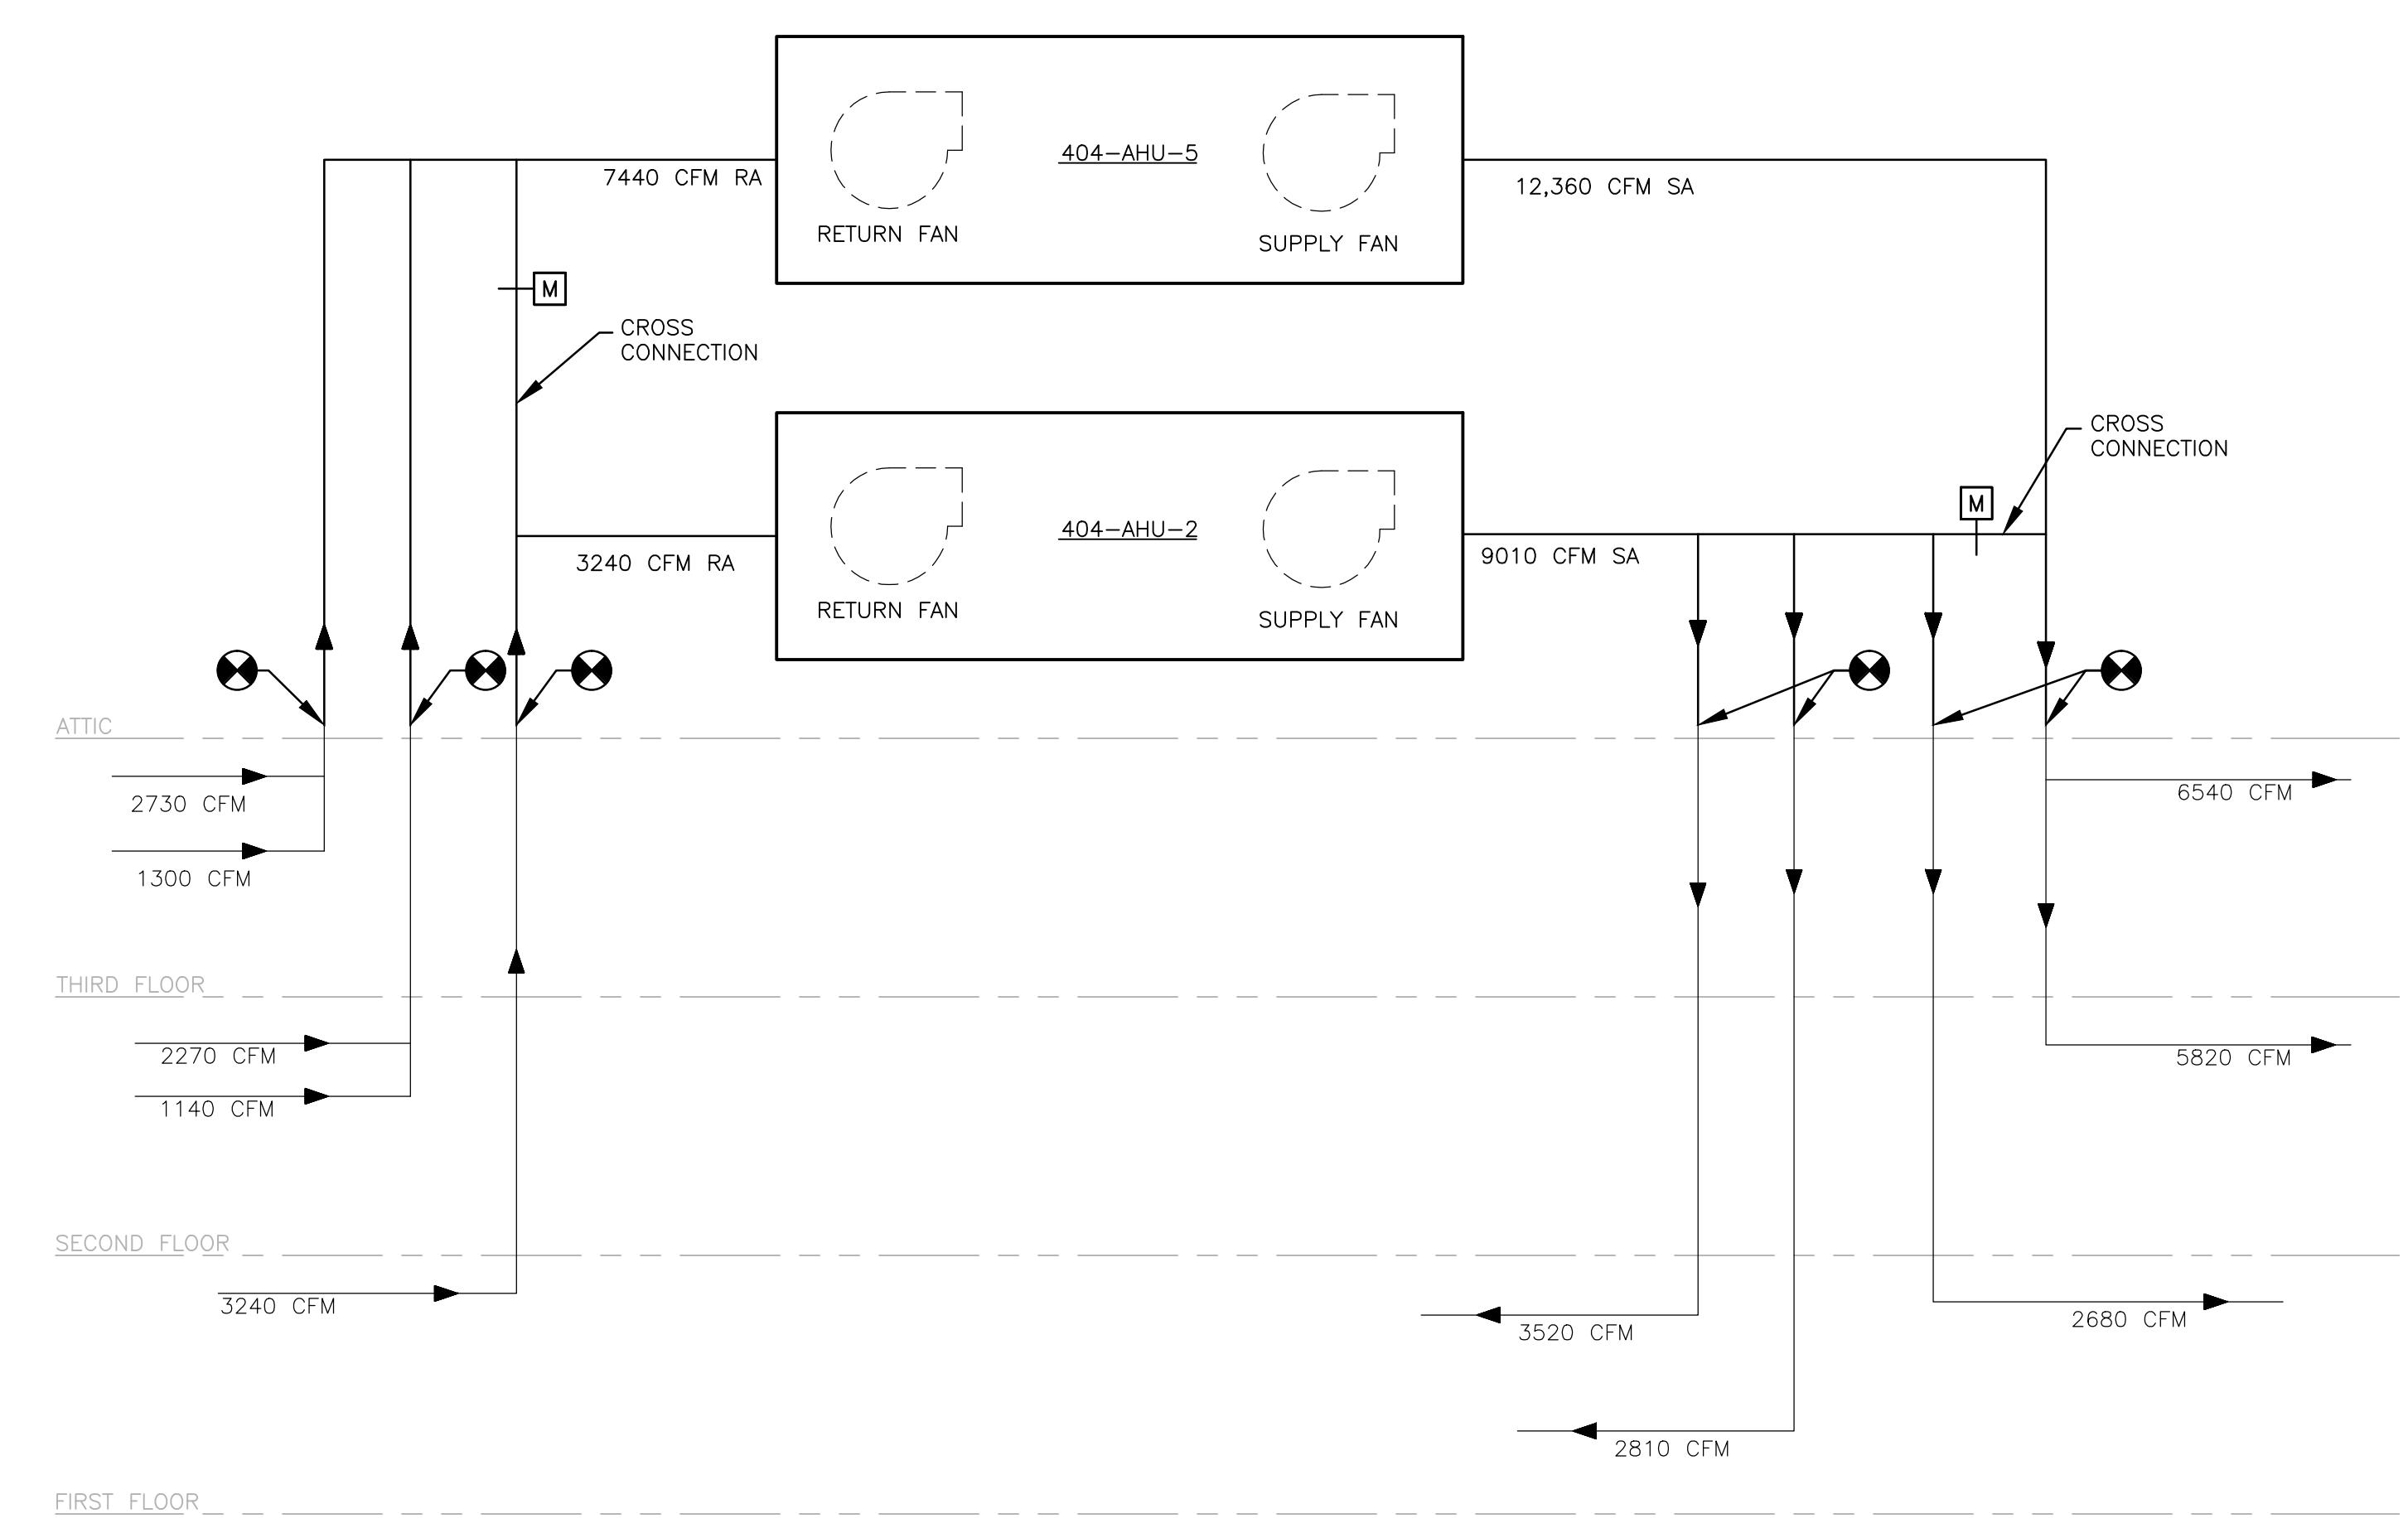 404-AHU-5
7440 CFM RA
12,360 CFM SA
RETURN FAN
SUPPLY FAN
M
CROSS
CONNECTION
CROSS
CONNECTION
M
404-AHU-2
3240 CFM RA
9010 CFM SA
RETURN FAN
SUPPLY FAN
ATTIC
2730 CFM
6540 CFM
1300 CFM
THIRD FLOOR
2270 CFM
5820 CFM
1140 CFM
SECOND FLOOR
3240 CFM
3520 CFM
2680 CFM
2810 CFM
FIRST FLOOR